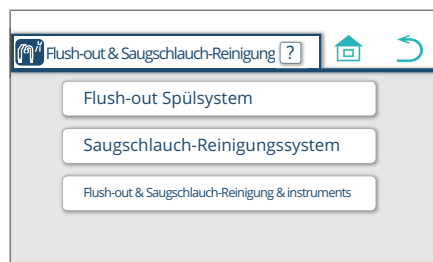 Flush-out & Saugschlauch-Reinigung ?
Flush-out Spülsystem
Saugschlauch-Reinigungssystem
Flush-out & Saugschlauch-Reinigung & instruments